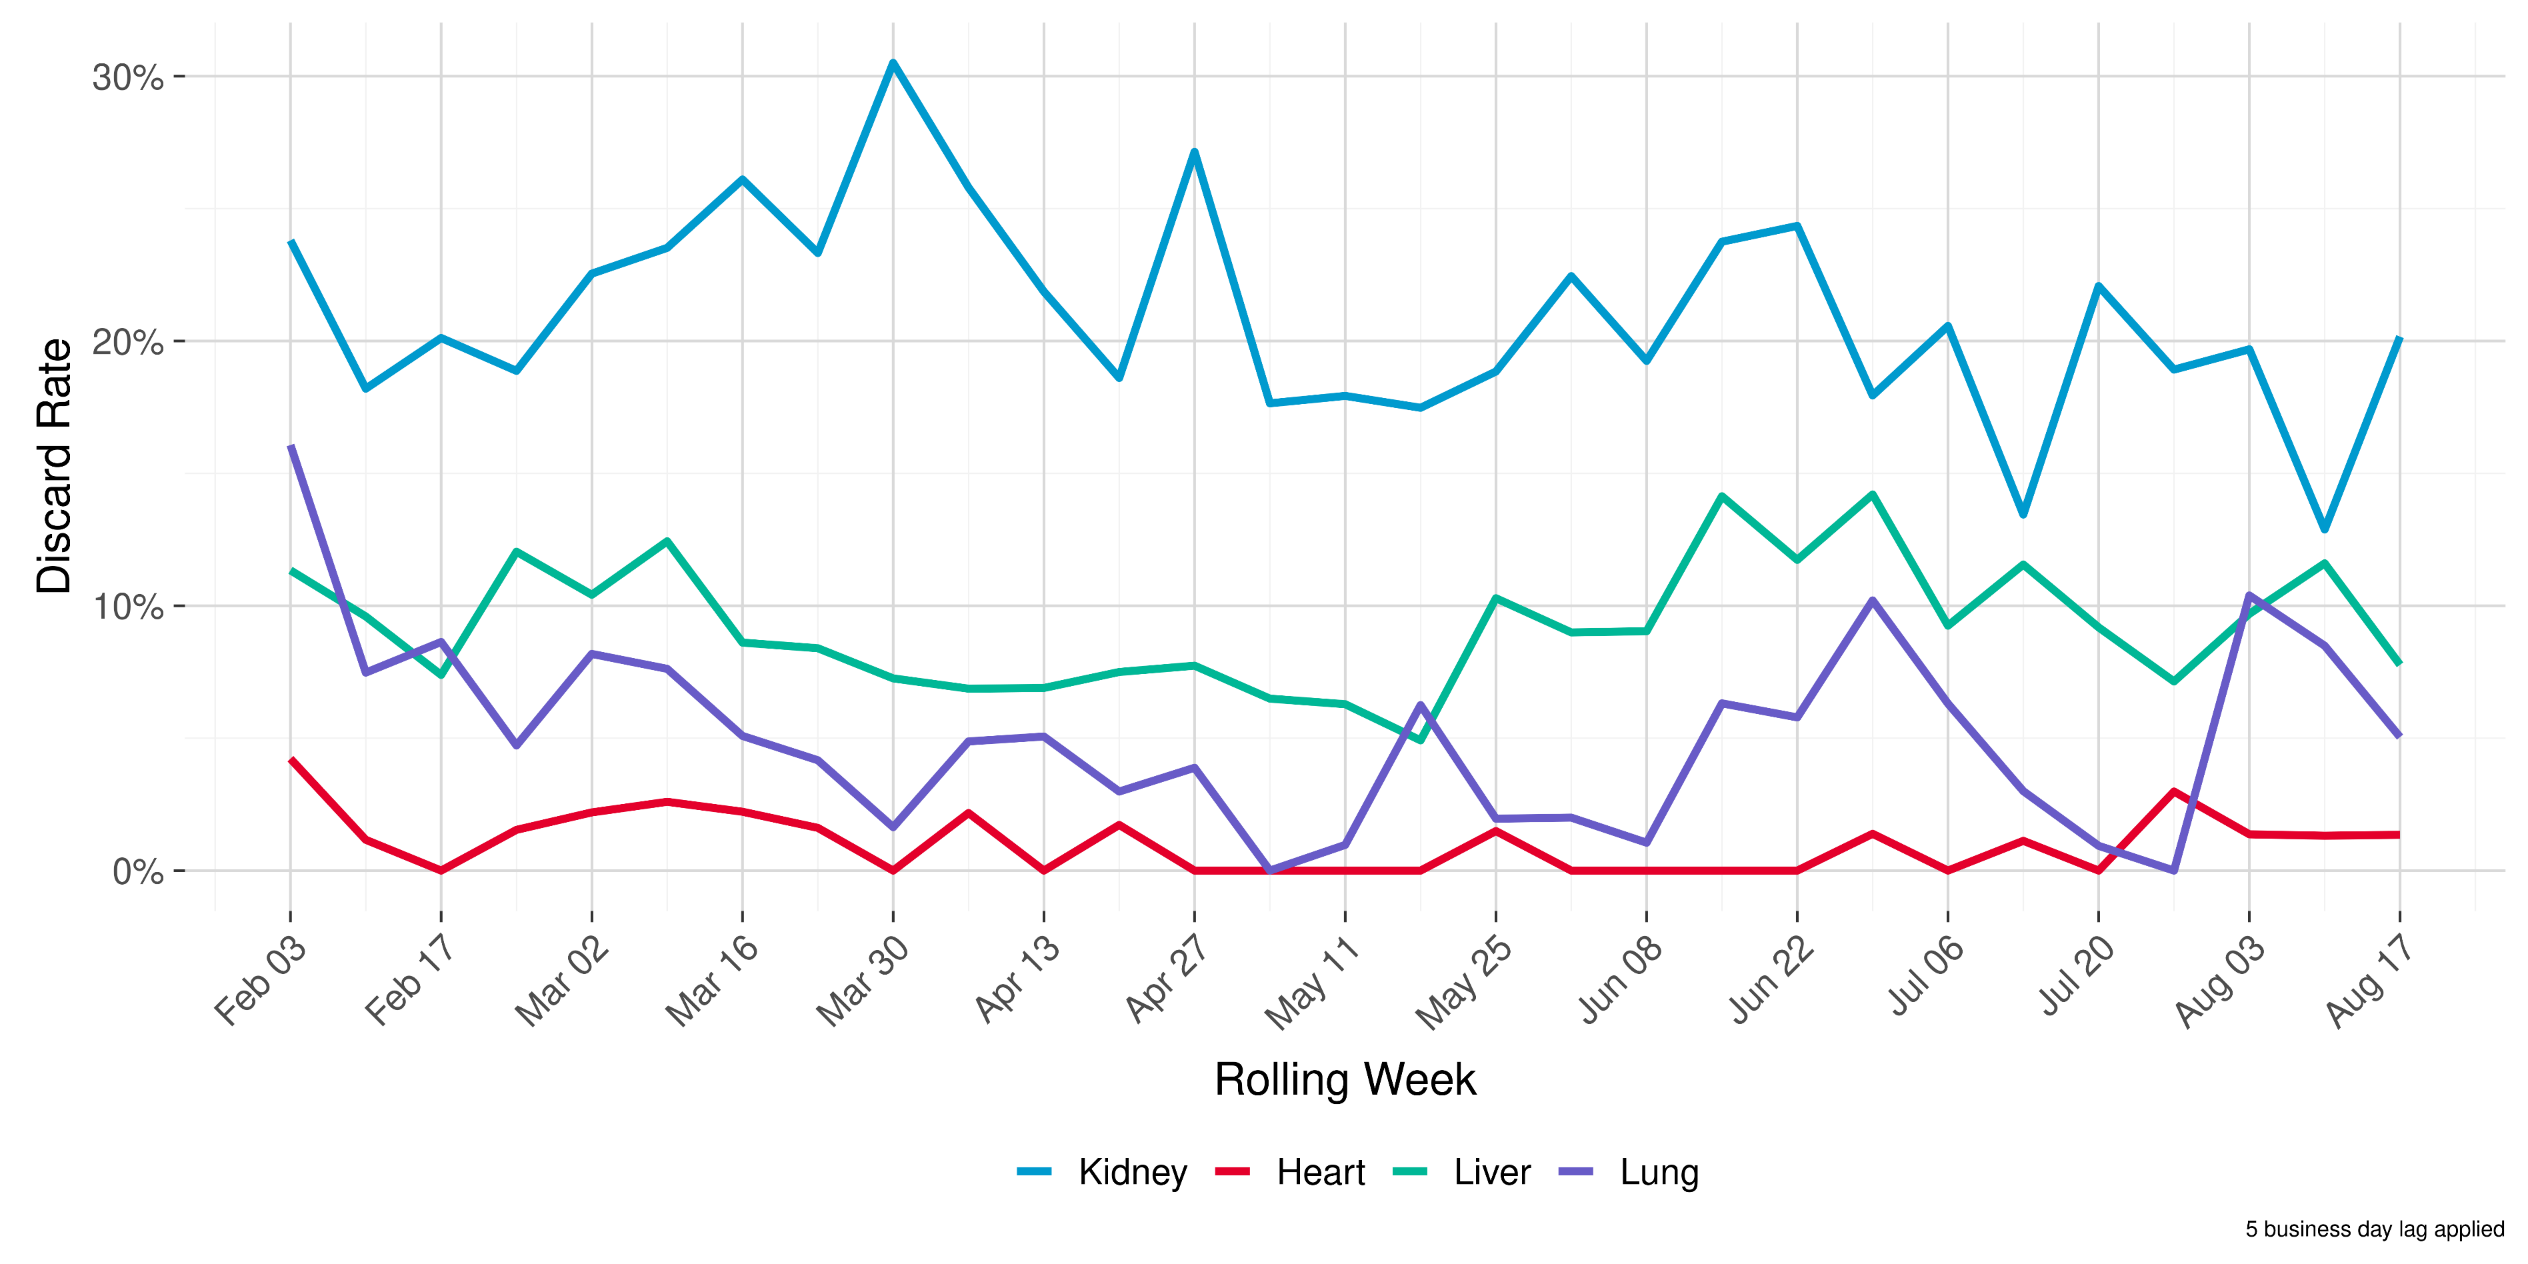 30%
20%
10%
0%
Discard Rate
Feb 03
Feb 17
Mar 02
Mar 16
Mar 30
Apr 13
Apr 27
May 11
May 25
Jun 08
Jun 22
Jul 06
Jul 20
Aug 03
Aug 17
Rolling Week
Kidney Heart Liver Lung
5 business day lag applied